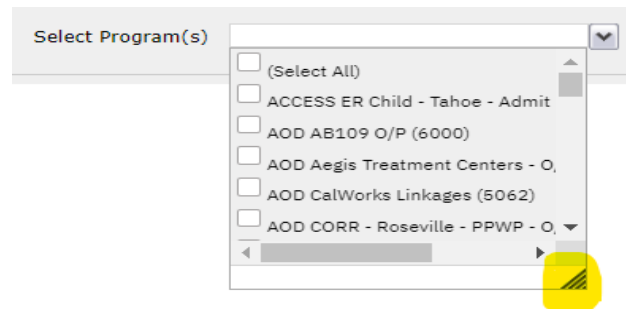 Select Program(s)
(Select All)
ACCESS ER Child - Tahoe - Admit
AOD AB109 O/P (6000)
AOD Aegis Treatment Centers - O
AOD CalWorks Linkages (5062)
AOD CORR - Roseville - PPWP - O